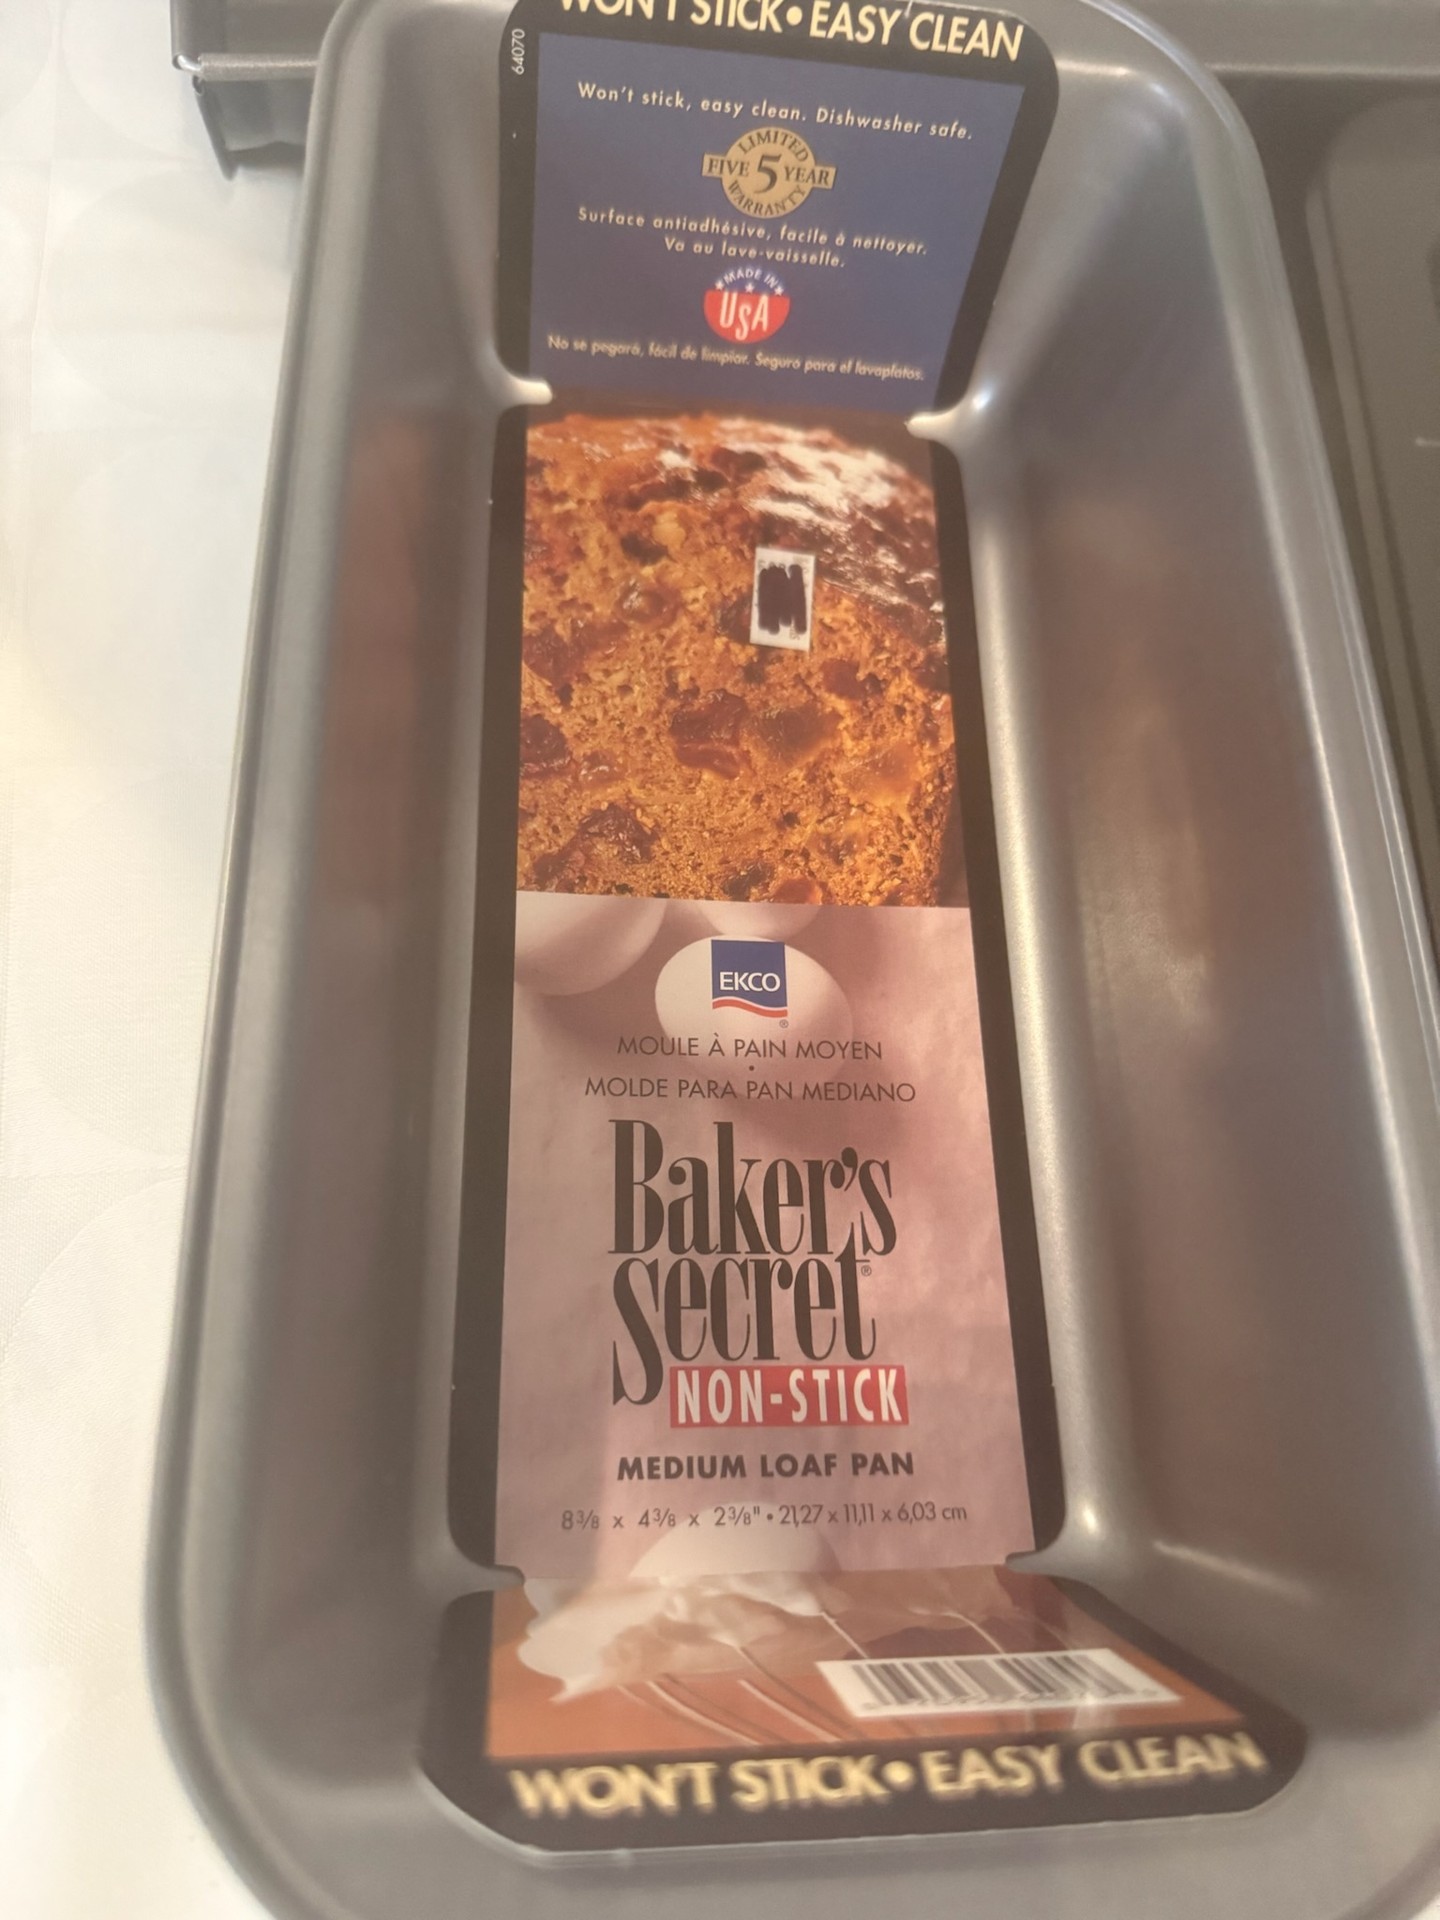 WON'T STICK • EASY CLEAN
64070
Won't stick, easy clean. Dishwasher safe.
LIMITED
FIVE 5 YEAR
WARRANTY
Surface antiadhésive, facile à nettoyer.
Va au lave-vaisselle.
MADE IN
USA
No se pegará, fácil de limpiar. Seguro para el lavaplatos.
EKCO
®
MOULE À PAIN MOYEN
•
MOLDE PARA PAN MEDIANO
Baker's
Secret®
NON-STICK
MEDIUM LOAF PAN
8 3/8 x 4 3/8 x 2 3/8" • 21,27 x 11,11 x 6,03 cm
WON'T STICK • EASY CLEAN